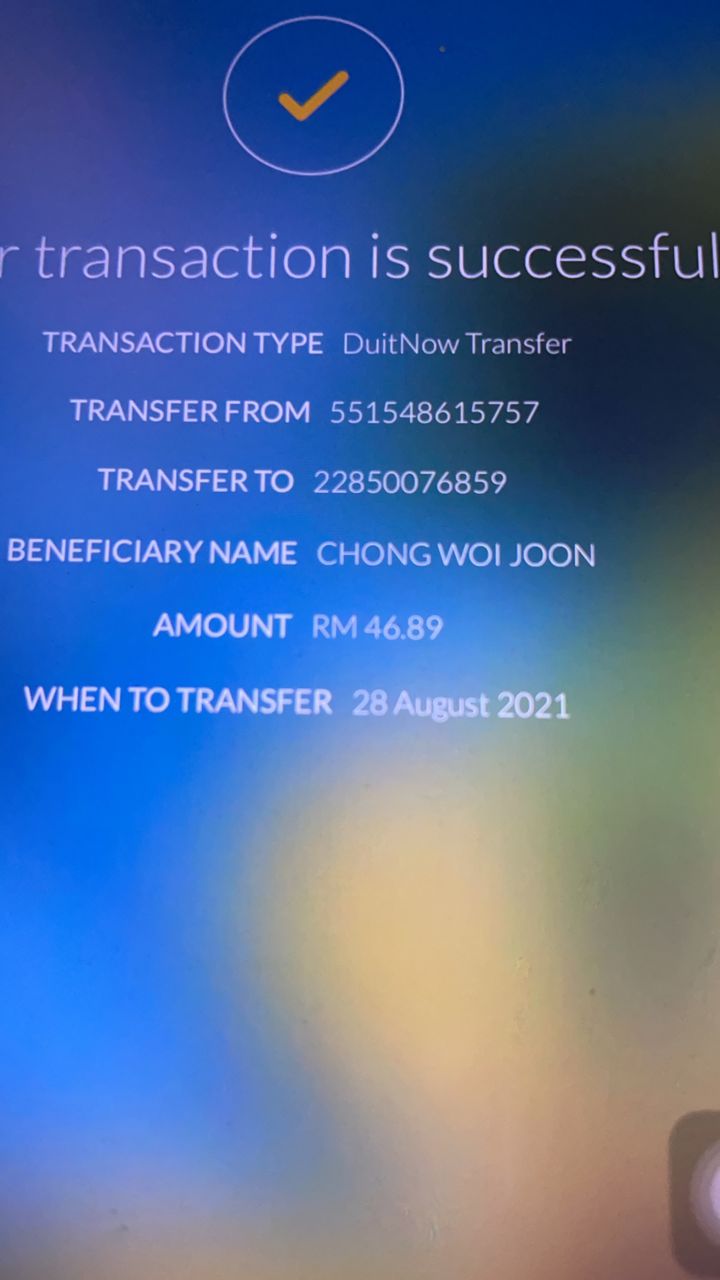 r transaction is successful
TRANSACTION TYPE DuitNow Transfer
TRANSFER FROM 551548615757
TRANSFER TO 22850076859
BENEFICIARY NAME CHONG WOI JOON
AMOUNT RM 46.89
WHEN TO TRANSFER 28 August 2021